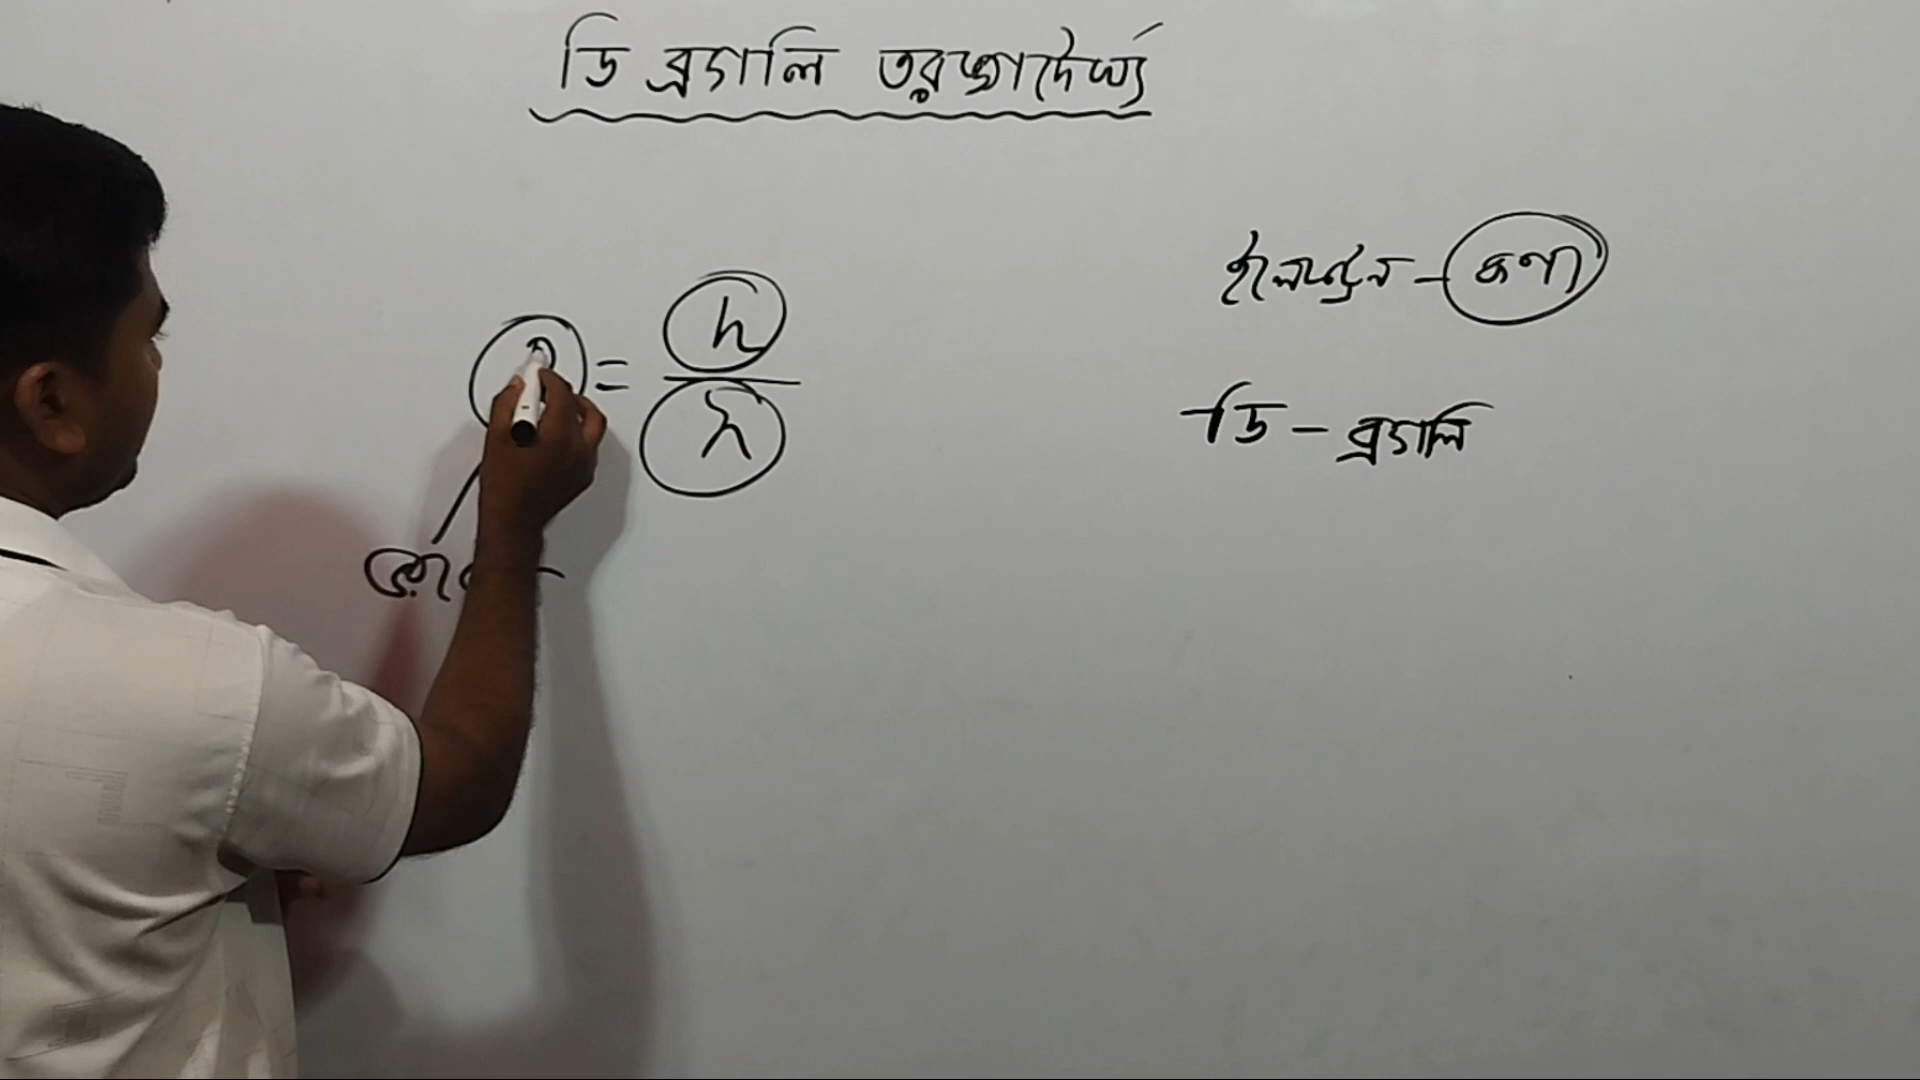 ডি ব্রগলি তরঙ্গদৈর্ঘ্য
P = h / λ
ইলেকট্রন - কণা
ডি - ব্রগলি